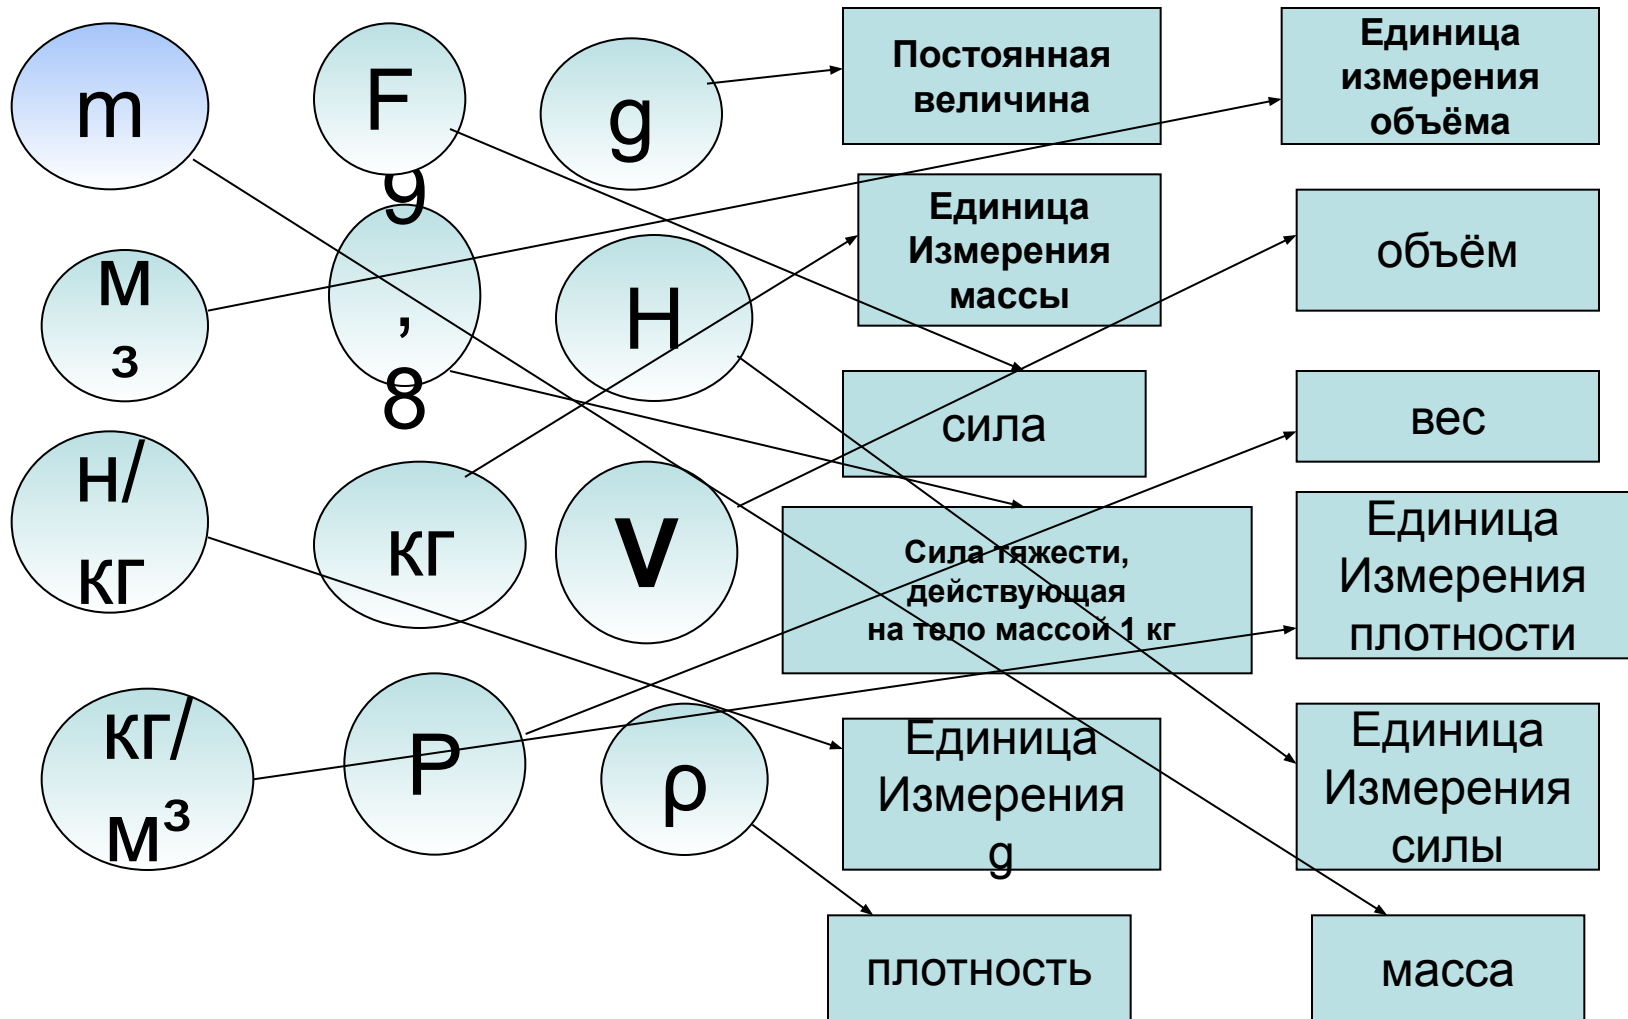 m
F
g
Постоянная
величина
Единица
измерения
объёма
м
³
9
,
8
Н
Единица
Измерения
массы
объём
сила
вес
н/
кг
кг
V
Сила тяжести,
действующая
на тело массой 1 кг
Единица
Измерения
плотности
кг/
м³
Р
ρ
Единица
Измерения
g
Единица
Измерения
силы
плотность
масса